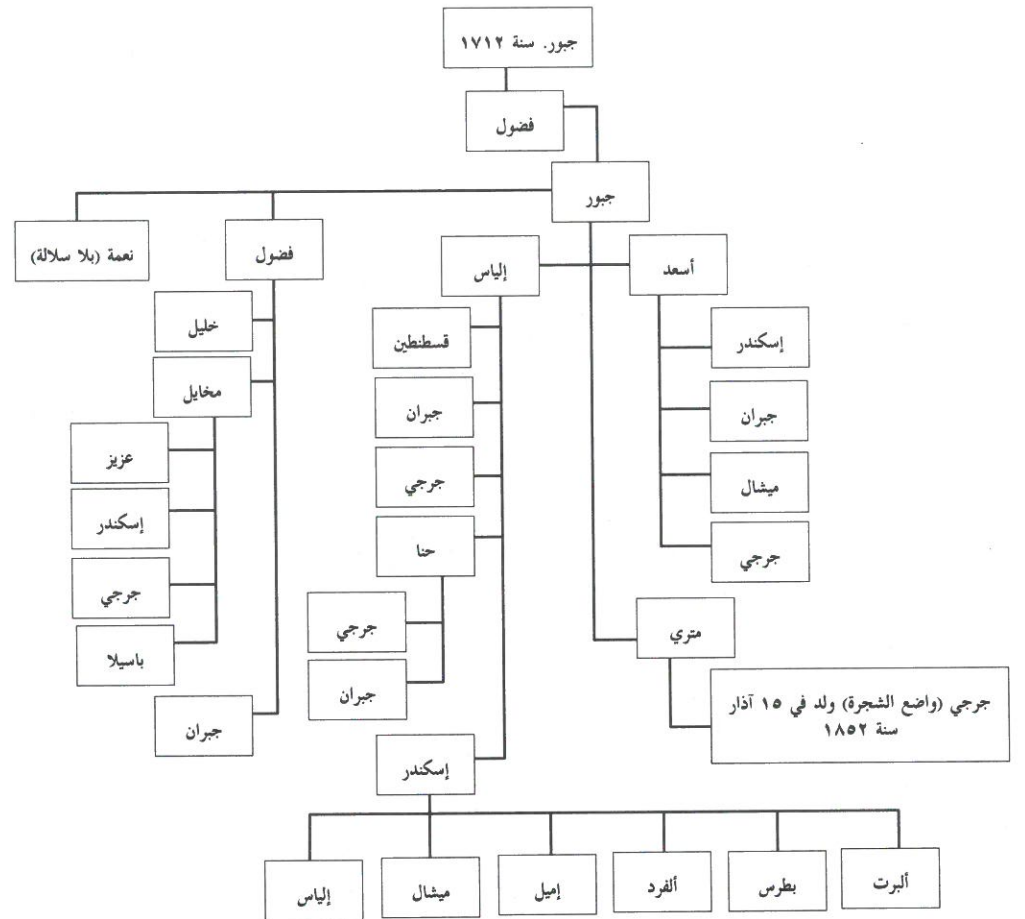 جبور. سنة ١٧١٢
فضول
جبور
أسعد
إلياس
فضول
نعمة (بلا سلالة)
إسكندر
جبران
ميشال
جرجي
متري
جرجي (واضع الشجرة) ولد في ١٥ آذار
سنة ١٨٥٢
قسطنطين
جبران
جرجي
حنا
جرجي
جبران
إسكندر
ألبرت
بطرس
ألفرد
إميل
ميشال
إلياس
خليل
مخايل
عزيز
إسكندر
جرجي
باسيلا
جبران